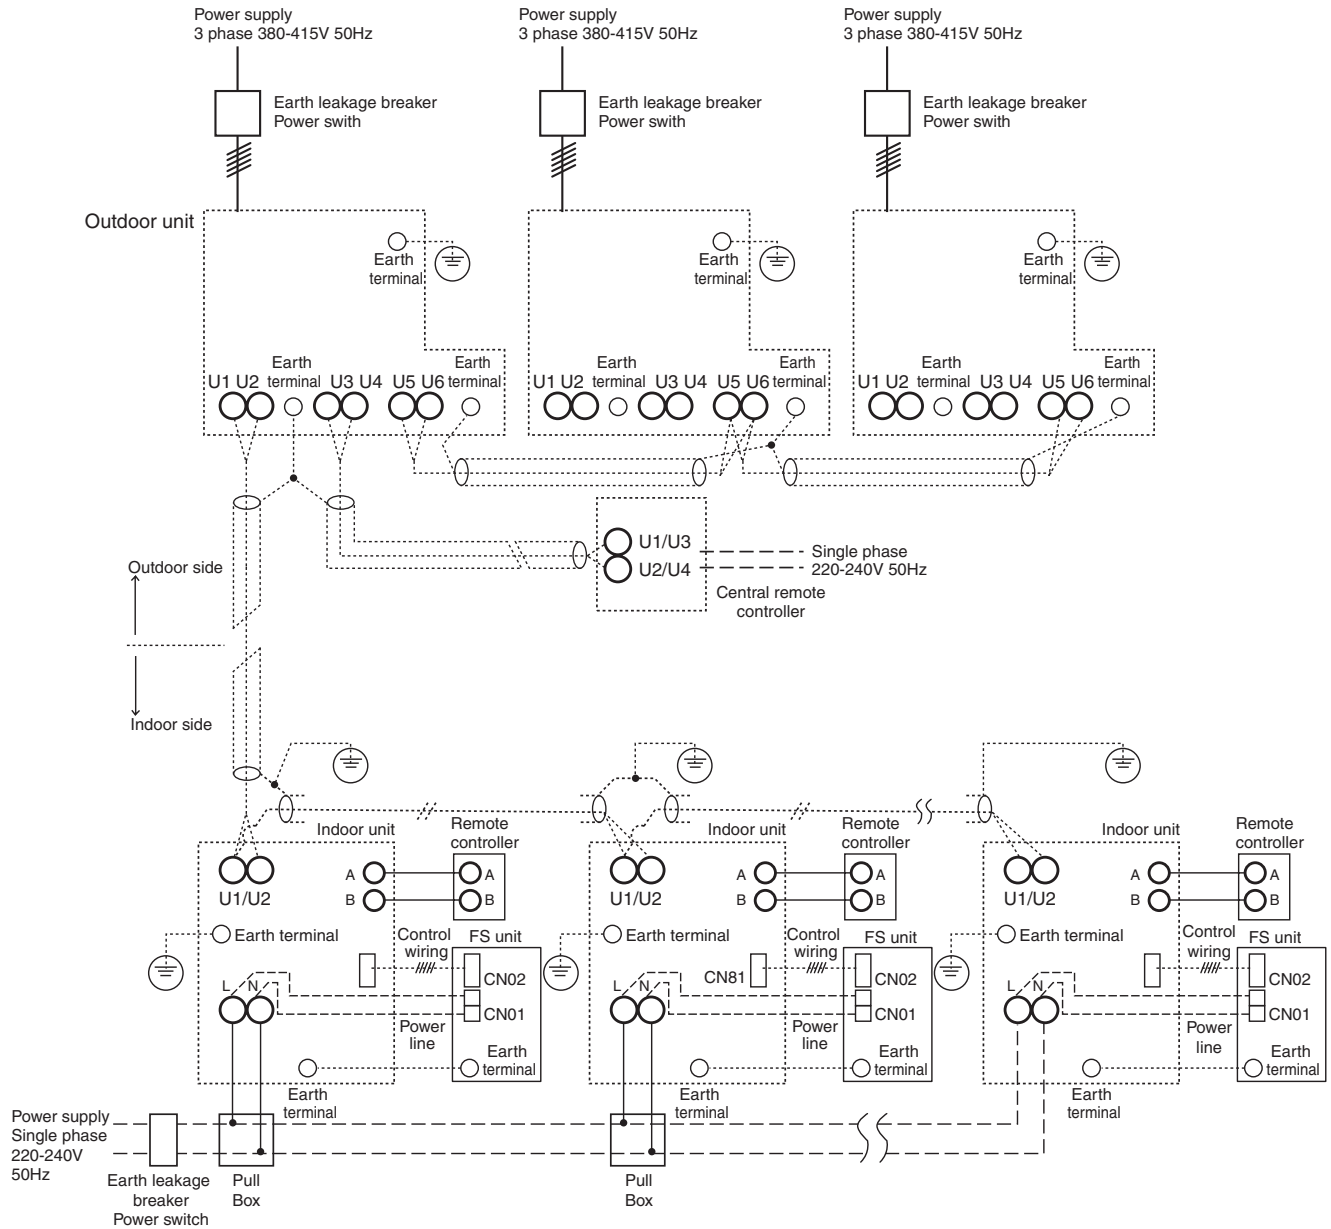 Power supply
3 phase 380-415V 50Hz
Power supply
3 phase 380-415V 50Hz
Power supply
3 phase 380-415V 50Hz
Earth leakage breaker
Power swith
Earth leakage breaker
Power swith
Earth leakage breaker
Power swith
Outdoor unit
Earth
terminal
Earth
terminal
Earth
terminal
U1 U2
Earth
terminal
U3 U4
U5 U6
Earth
terminal
U1 U2
Earth
terminal
U3 U4
U5 U6
Earth
terminal
U1 U2
Earth
terminal
U3 U4
U5 U6
Earth
terminal
U1/U3
U2/U4
Single phase
220-240V 50Hz
Central remote
controller
Outdoor side
Indoor side
Indoor unit
Remote
controller
U1/U2
A
B
A
B
Earth terminal
Control
wiring
FS unit
CN02
CN01
L
N
Power
line
Earth
terminal
Earth
terminal
Indoor unit
Remote
controller
U1/U2
A
B
A
B
Earth terminal
Control
wiring
FS unit
CN81
CN02
CN01
L
N
Power
line
Earth
terminal
Earth
terminal
Indoor unit
Remote
controller
U1/U2
A
B
A
B
Earth terminal
Control
wiring
FS unit
CN02
CN01
L
N
Power
line
Earth
terminal
Earth
terminal
Power supply
Single phase
220-240V
50Hz
Earth leakage
breaker
Power switch
Pull
Box
Pull
Box